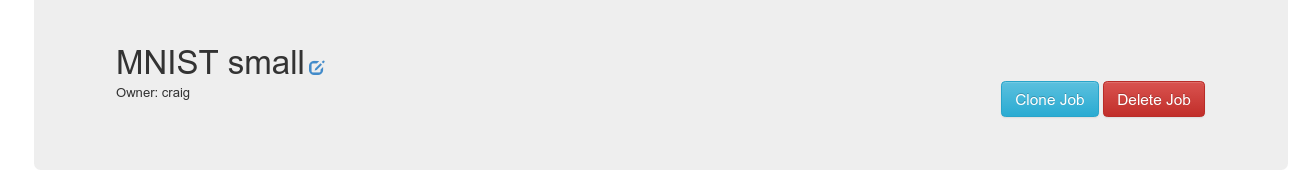 MNIST small
Owner: craig
Clone Job
Delete Job